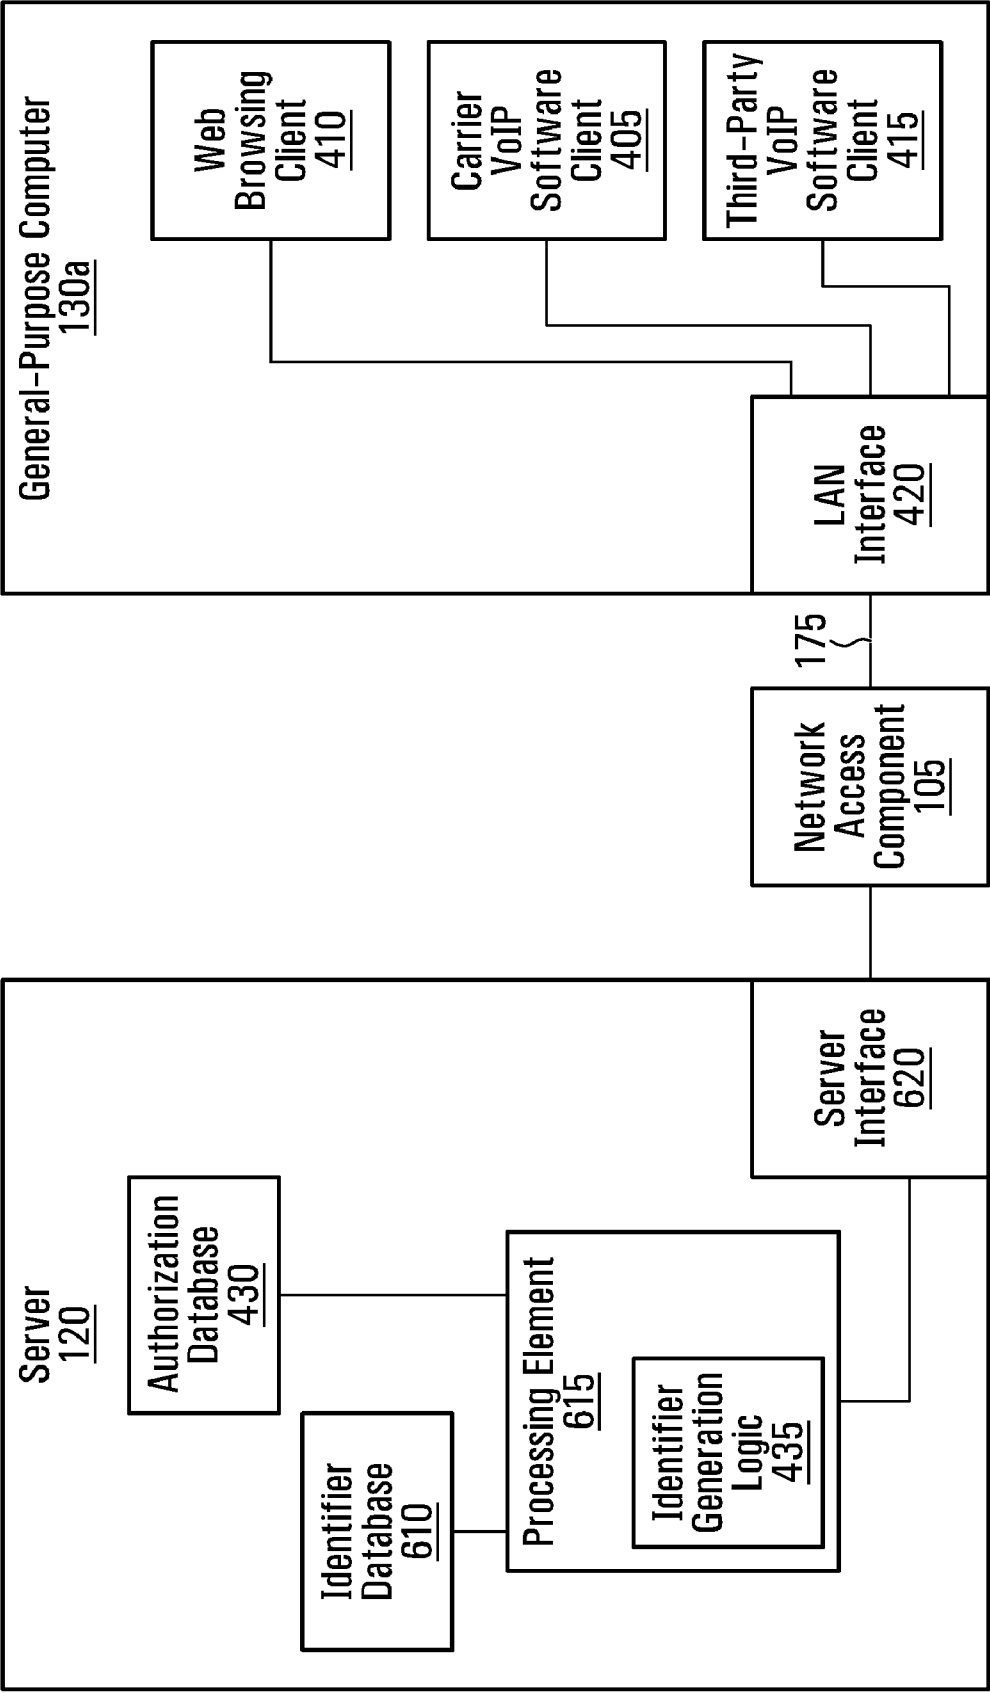 Server
120
Authorization
Database
430
Identifier
Database
610
Processing Element
615
Identifier
Generation
Logic
435
Server
Interface
620
Network
Access
Component
105
175
General-Purpose Computer
130a
Web
Browsing
Client
410
Carrier
VoIP
Software
Client
405
Third-Party
VoIP
Software
Client
415
LAN
Interface
420